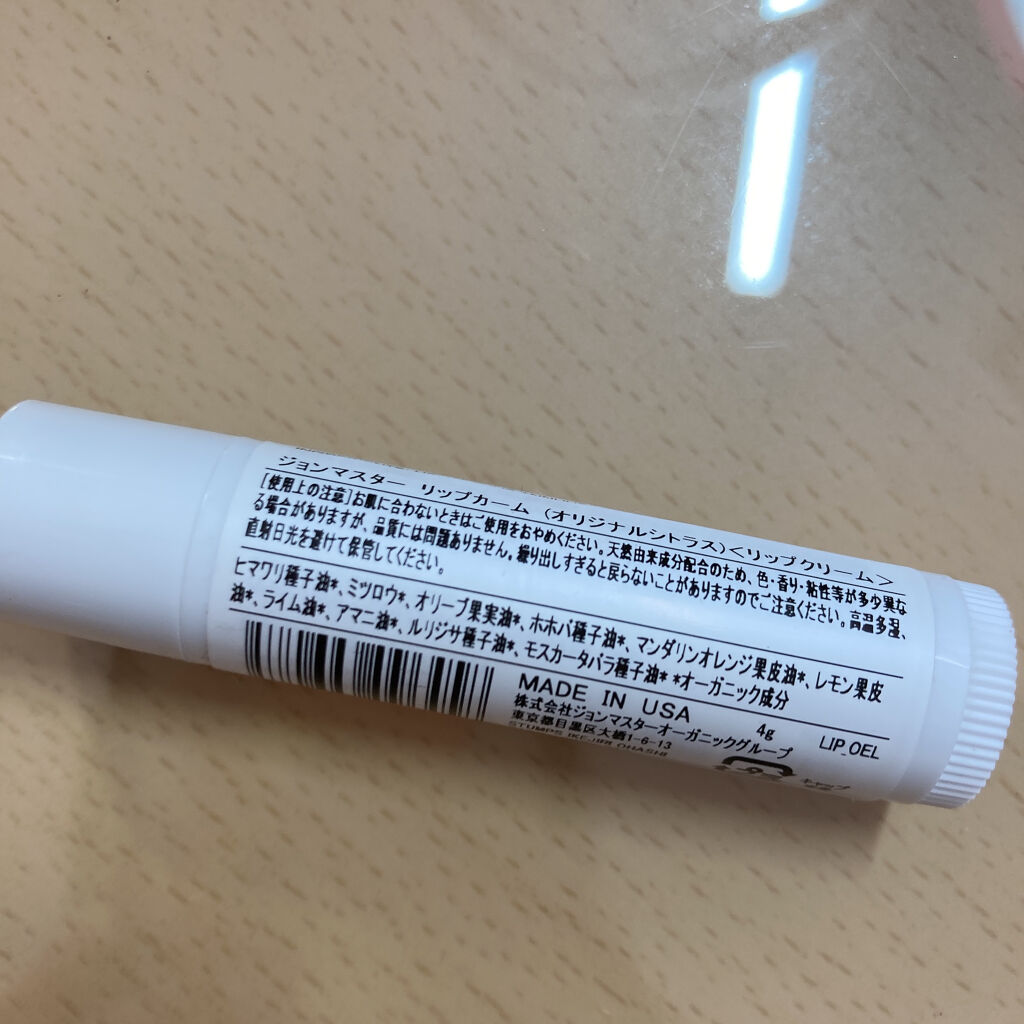 ジョンマスター リップカーム (オリジナルシトラス)<リップクリーム>
[使用上の注意]お肌に合わないときはご使用をおやめください。天然由来成分配合のため、色・香り・粘性等が多少異な
る場合がありますが、品質には問題ありません。繰り出しすぎると戻らないことがありますのでご注意ください。高温多湿、
直射日光を避けて保管してください。
ヒマワリ種子油*、ミツロウ*、オリーブ果実油*、ホホバ種子油*、マンダリンオレンジ果皮油*、レモン果皮
油*、ライム油*、アマニ油*、ルリジサ種子油*、モスカータバラ種子油* *オーガニック成分
MADE IN USA 4g LIP_OEL
株式会社ジョンマスターオーガニックグループ
東京都目黒区大橋1-6-13
STUMPS IKEJIRI OHASHI
キャップ